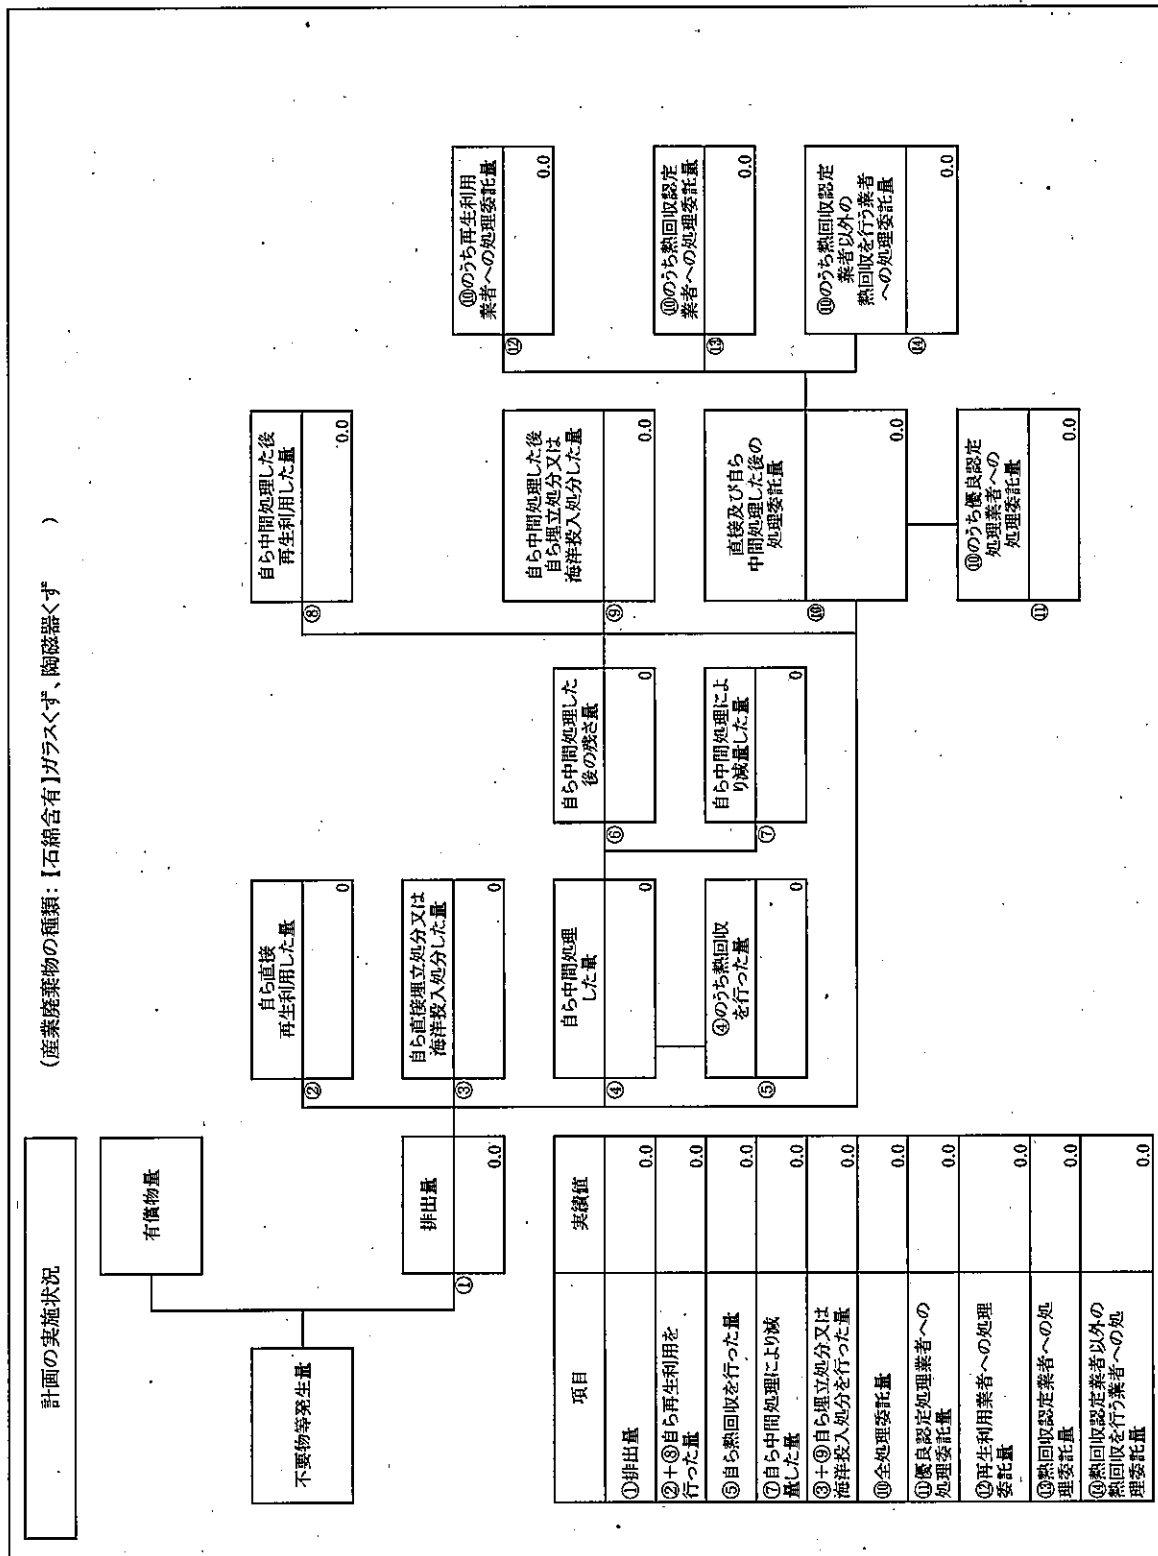 計画の実施状況
(産業廃棄物の種類:【石綿含有】ガラスくず、陶磁器くず )
有償物量
不要物等発生量
排出量
①
0.0
自ら直接
再生利用した量
②
0
自ら直接埋立処分又は
海洋投入処分した量
③
0
自ら中間処理
した量
④
0
④のうち熱回収
を行った量
⑤
0
自ら中間処理した
後の残さ量
⑥
0
自ら中間処理によ
り減量した量
⑦
0
自ら中間処理した後
再生利用した量
⑧
0.0
自ら中間処理した後
自ら埋立処分又は
海洋投入処分した量
⑨
0.0
直接及び自ら
中間処理した後の
処理委託量
⑩
0.0
⑩のうち優良認定
処理業者への
処理委託量
⑪
0.0
⑩のうち再生利用
業者への処理委託量
⑫
0.0
⑩のうち熱回収認定
業者への処理委託量
⑬
0.0
⑩のうち熱回収認定
業者以外の
熱回収を行う業者
への処理委託量
⑭
0.0
項目 実績値
①排出量 0.0
②+⑧自ら再生利用を
行った量 0.0
⑤自ら熱回収を行った量 0.0
⑦自ら中間処理により減
量した量 0.0
③+⑨自ら埋立処分又は
海洋投入処分を行った量 0.0
⑩全処理委託量 0.0
⑪優良認定処理業者への
処理委託量 0.0
⑫再生利用業者への処理
委託量 0.0
⑬熱回収認定業者への処
理委託量 0.0
⑭熱回収認定業者以外の
熱回収を行う業者への処
理委託量 0.0